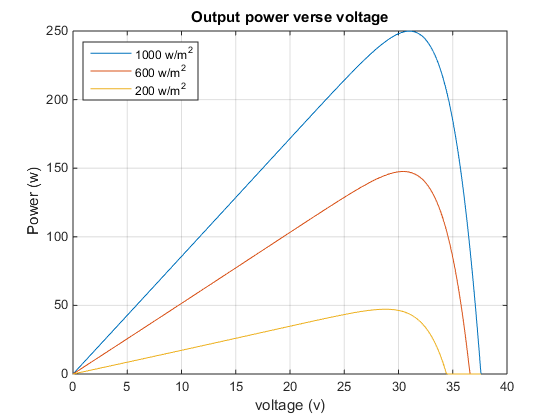 Output power verse voltage
1000 w/m²
600 w/m²
200 w/m²
250
200
150
100
50
0
Power (w)
0 5 10 15 20 25 30 35 40
voltage (v)